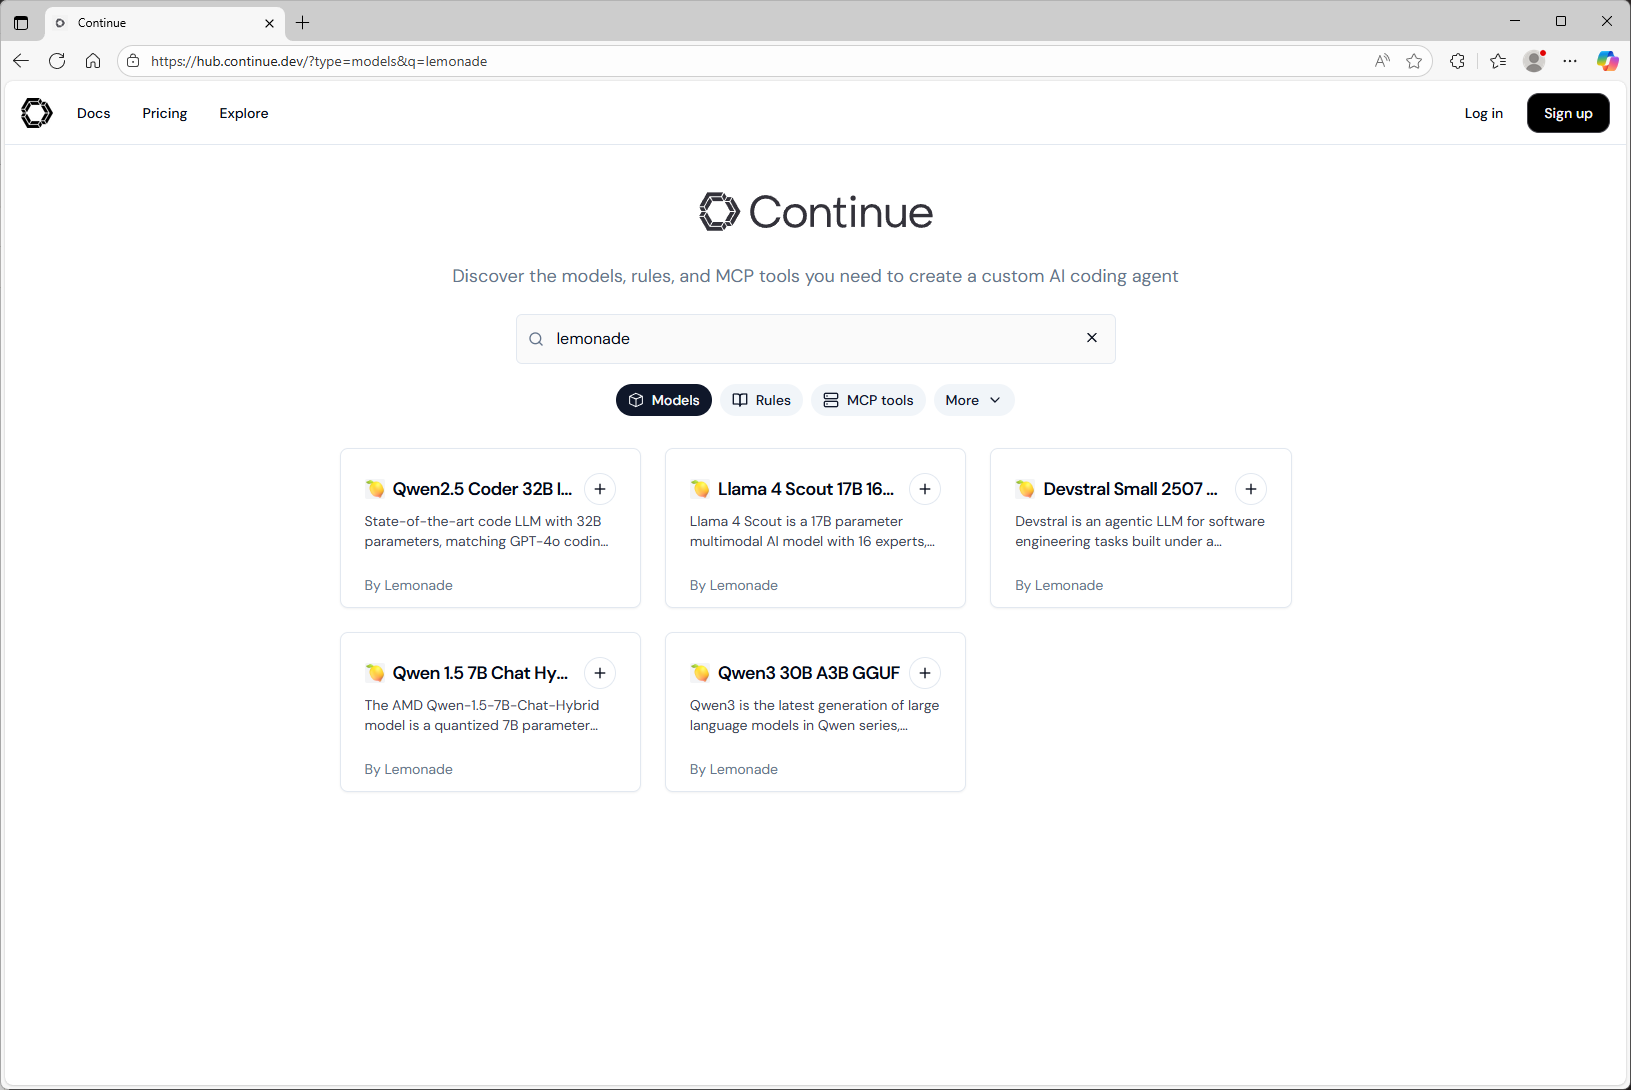 Continue
https://hub.continue.dev/?type=models&q=lemonade
Docs
Pricing
Explore
Log in
Sign up
Continue
Discover the models, rules, and MCP tools you need to create a custom AI coding agent
lemonade
Models
Rules
MCP tools
More
Qwen2.5 Coder 32B I...
State-of-the-art code LLM with 32B
parameters, matching GPT-4o codin...
By Lemonade
Llama 4 Scout 17B 16...
Llama 4 Scout is a 17B parameter
multimodal AI model with 16 experts,...
By Lemonade
Devstral Small 2507 ...
Devstral is an agentic LLM for software
engineering tasks built under a...
By Lemonade
Qwen 1.5 7B Chat Hy...
The AMD Qwen-1.5-7B-Chat-Hybrid
model is a quantized 7B parameter...
By Lemonade
Qwen3 30B A3B GGUF
Qwen3 is the latest generation of large
language models in Qwen series,...
By Lemonade